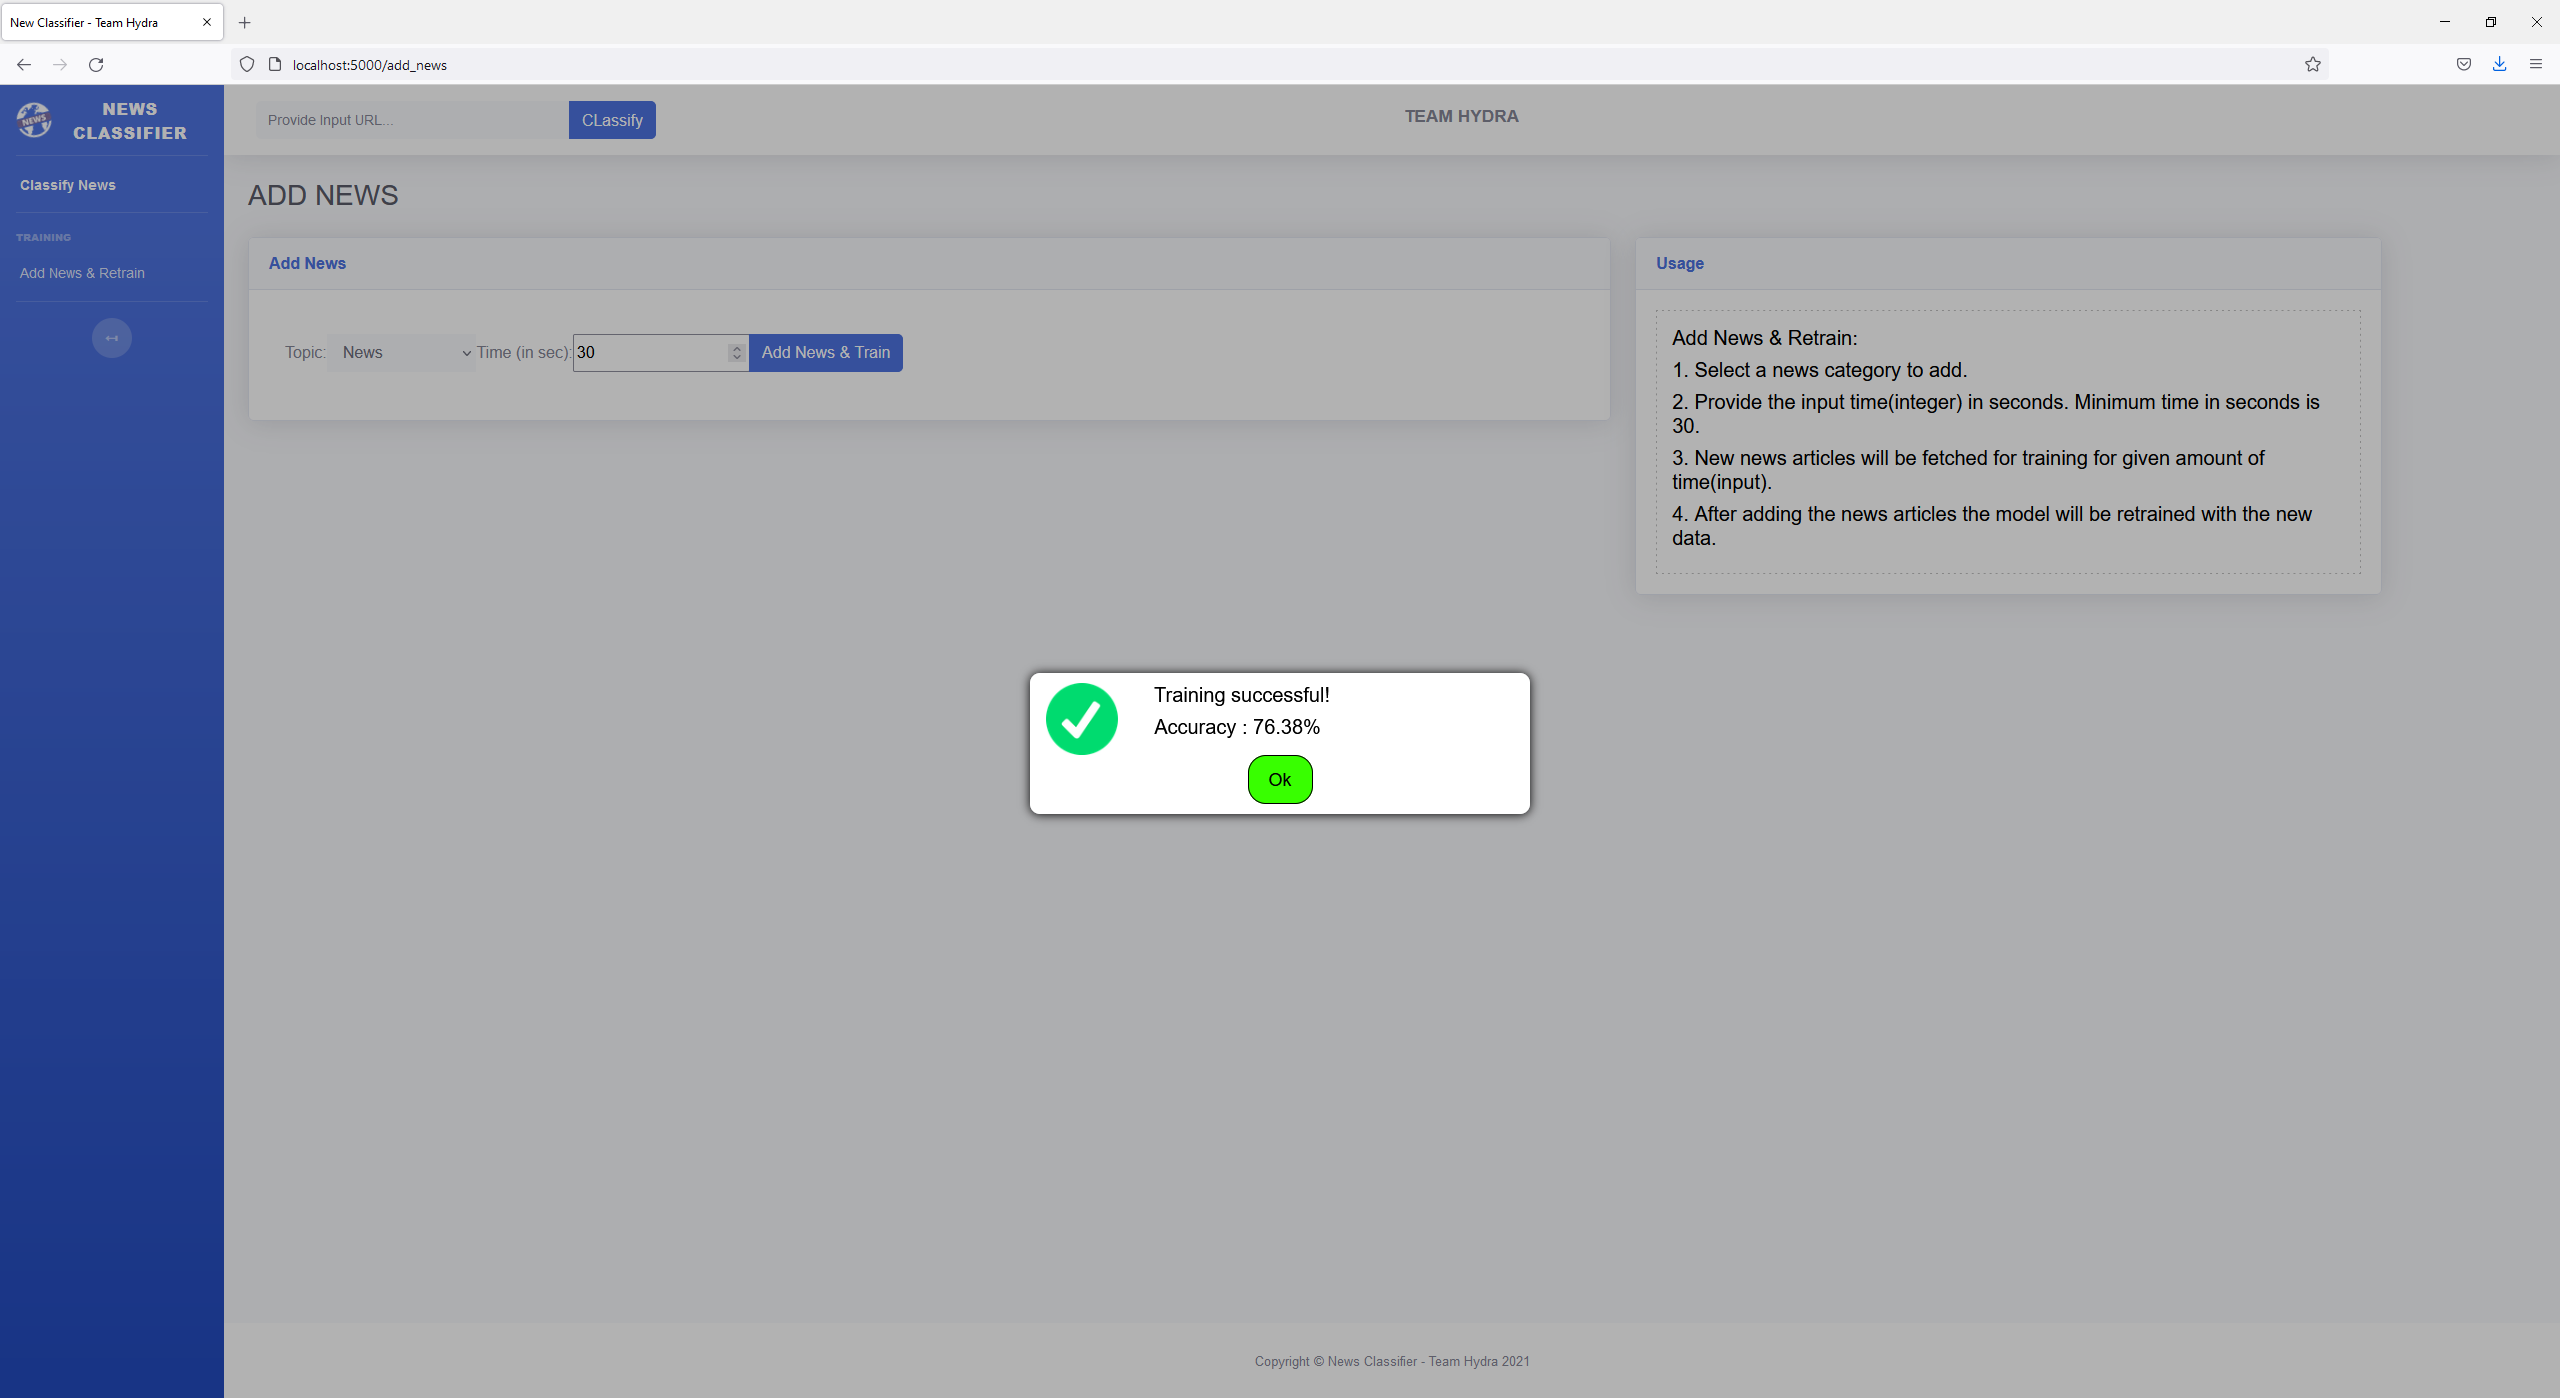 New Classifier - Team Hydra
localhost:5000/add_news
NEWS
NEWS
CLASSIFIER
Classify News
TRAINING
Add News & Retrain
Provide Input URL...
CLassify
TEAM HYDRA
ADD NEWS
Add News
Topic: News Time (in sec): 30 Add News & Train
Usage
Add News & Retrain:
1. Select a news category to add.
2. Provide the input time(integer) in seconds. Minimum time in seconds is
30.
3. New news articles will be fetched for training for given amount of
time(input).
4. After adding the news articles the model will be retrained with the new
data.
Training successful!
Accuracy : 76.38%
Ok
Copyright © News Classifier - Team Hydra 2021